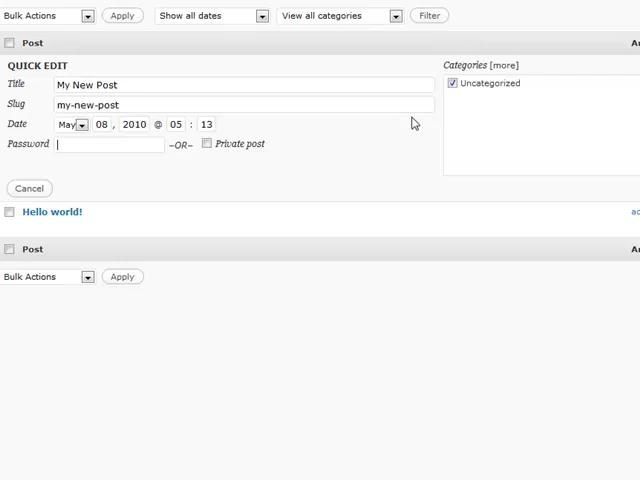 Bulk Actions Apply Show all dates View all categories Filter
Post
QUICK EDIT Categories [more]
Title My New Post Uncategorized
Slug my-new-post
Date May 08 , 2010 @ 05 : 13
Password –OR– Private post
Cancel
Hello world!
Post
Bulk Actions Apply